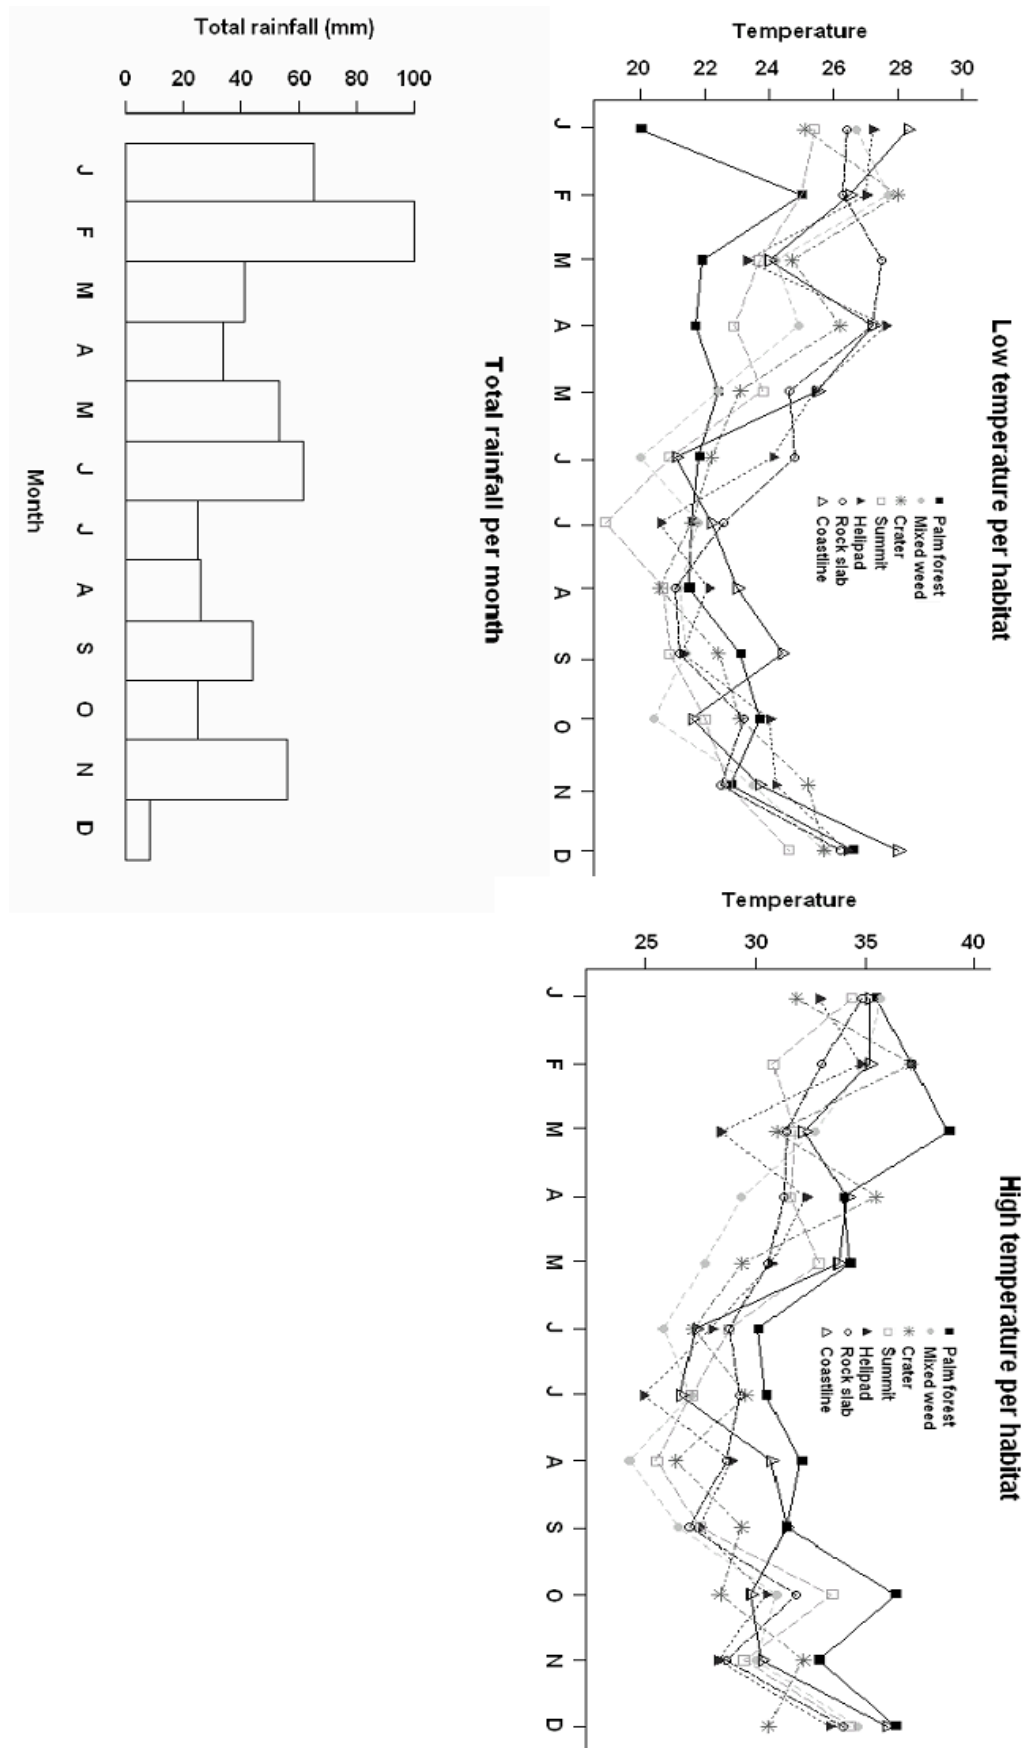 Low temperature per habitat
Temperature
20 22 24 26 28 30
J F M A M J J A S O N D
Palm forest
Mixed weed
Crater
Summit
Helipad
Rock slab
Coastline
High temperature per habitat
Temperature
25 30 35 40
J F M A M J J A S O N D
Palm forest
Mixed weed
Crater
Summit
Helipad
Rock slab
Coastline
Total rainfall per month
Total rainfall (mm)
0 20 40 60 80 100
J F M A M J J A S O N D
Month